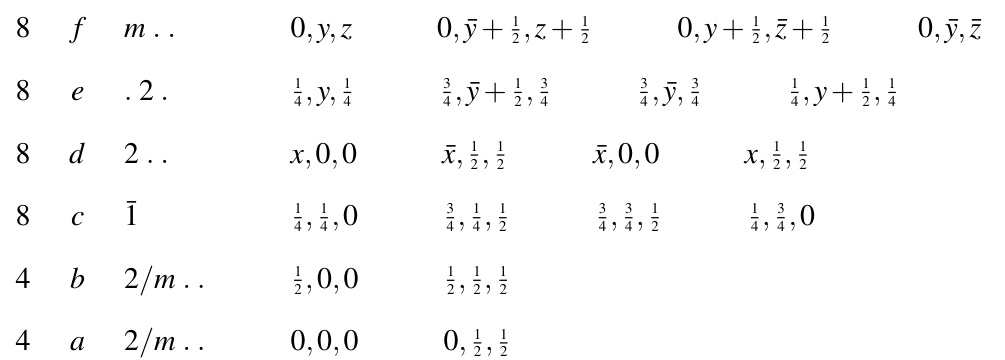 8 f m . . 0,y,z 0,ȳ+½,z+½ 0,y+½,z̄+½ 0,ȳ,z̄
8 e . 2 . ¼,y,¼ ¾,ȳ+½,¾ ¾,ȳ,¾ ¼,y+½,¼
8 d 2 . . x,0,0 x̄,½,½ x̄,0,0 x,½,½
8 c 1̄ ¼,¼,0 ¾,¼,½ ¾,¾,½ ¼,¾,0
4 b 2/m . . ½,0,0 ½,½,½
4 a 2/m . . 0,0,0 0,½,½